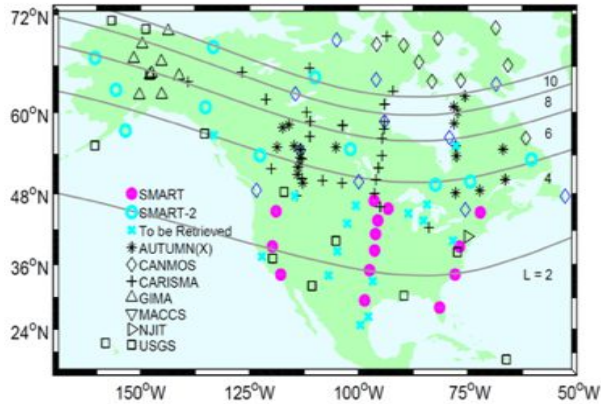 72°N
60°N
48°N
36°N
24°N
10
8
6
4
L = 2
SMART
SMART-2
To be Retrieved
AUTUMN(X)
CANMOS
CARISMA
GIMA
MACCS
NJIT
USGS
150°W
125°W
100°W
75°W
50°W